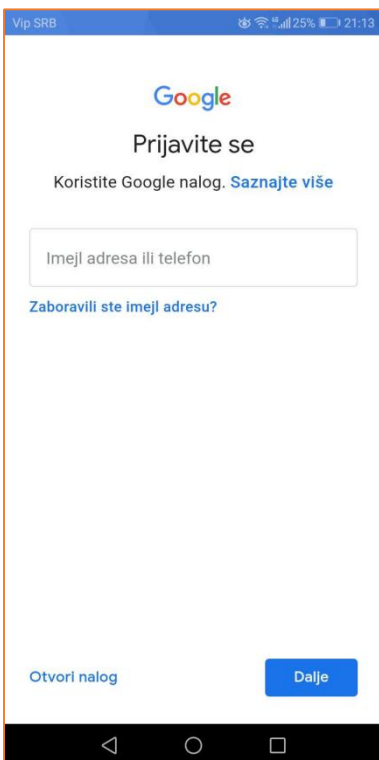 Vip SRB 25% 21:13
Google
Prijavite se
Koristite Google nalog. Saznajte više
Imejl adresa ili telefon
Zaboravili ste imejl adresu?
Otvori nalog Dalje